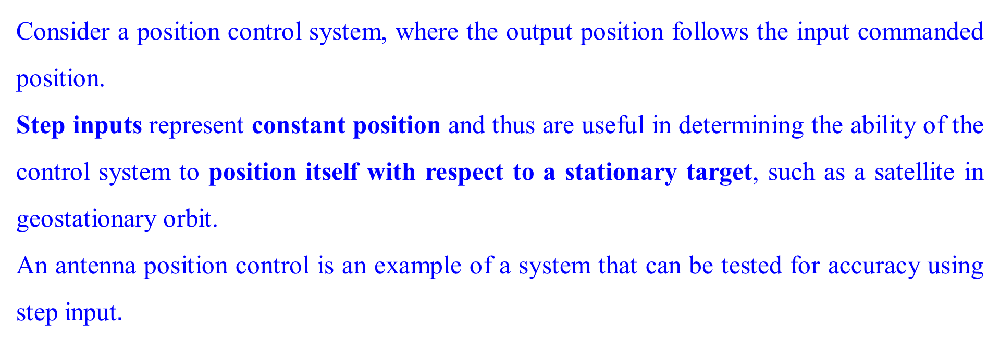 Consider a position control system, where the output position follows the input commanded
position.
Step inputs represent constant position and thus are useful in determining the ability of the
control system to position itself with respect to a stationary target, such as a satellite in
geostationary orbit.
An antenna position control is an example of a system that can be tested for accuracy using
step input.